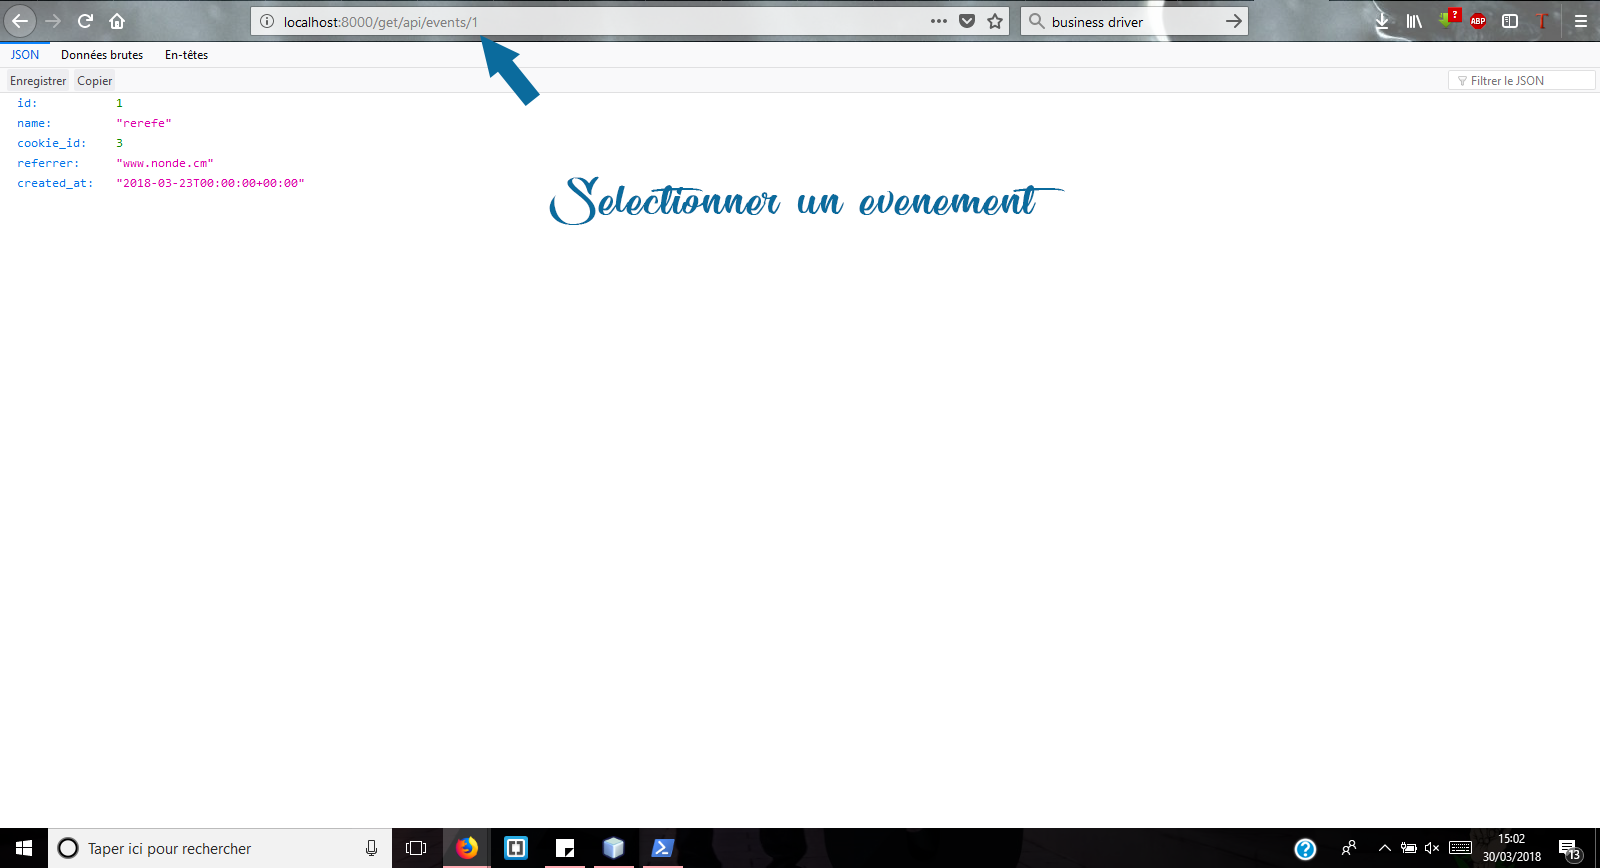 localhost:8000/get/api/events/1
business driver
?
ABP
JSON Données brutes En-têtes
Enregistrer Copier Filtrer le JSON
id: 1
name: "rerefe"
cookie_id: 3
referrer: "www.nonde.cm"
created_at: "2018-03-23T00:00:00+00:00"
Selectionner un evenement
Taper ici pour rechercher
15:02
30/03/2018
13